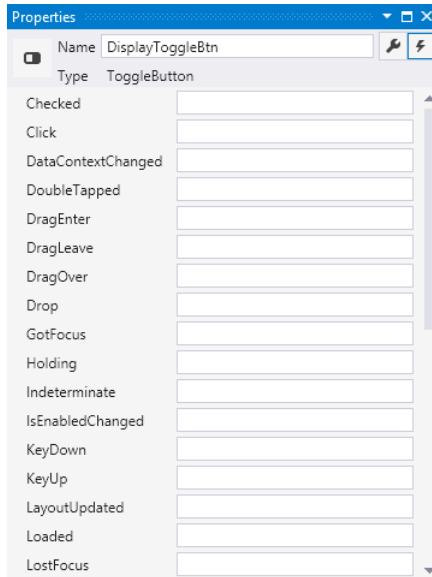 Properties
Name DisplayToggleBtn
Type ToggleButton
Checked
Click
DataContextChanged
DoubleTapped
DragEnter
DragLeave
DragOver
Drop
GotFocus
Holding
Indeterminate
IsEnabledChanged
KeyDown
KeyUp
LayoutUpdated
Loaded
LostFocus